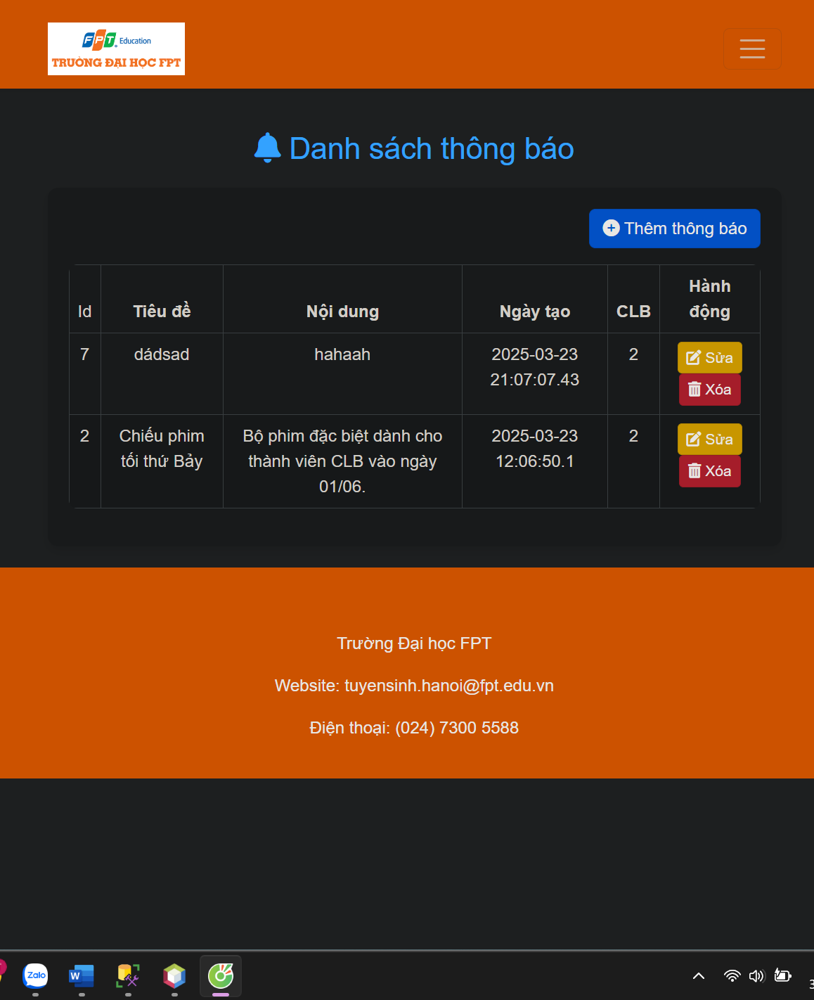 FPT Education
TRƯỜNG ĐẠI HỌC FPT
Danh sách thông báo
Thêm thông báo
Id
Tiêu đề
Nội dung
Ngày tạo
CLB
Hành
động
7
dádsad
hahaah
2025-03-23
21:07:07.43
2
Sửa
Xóa
2
Chiếu phim
tối thứ Bảy
Bộ phim đặc biệt dành cho
thành viên CLB vào ngày
01/06.
2025-03-23
12:06:50.1
2
Sửa
Xóa
Trường Đại học FPT
Website: tuyensinh.hanoi@fpt.edu.vn
Điện thoại: (024) 7300 5588
Zalo
W